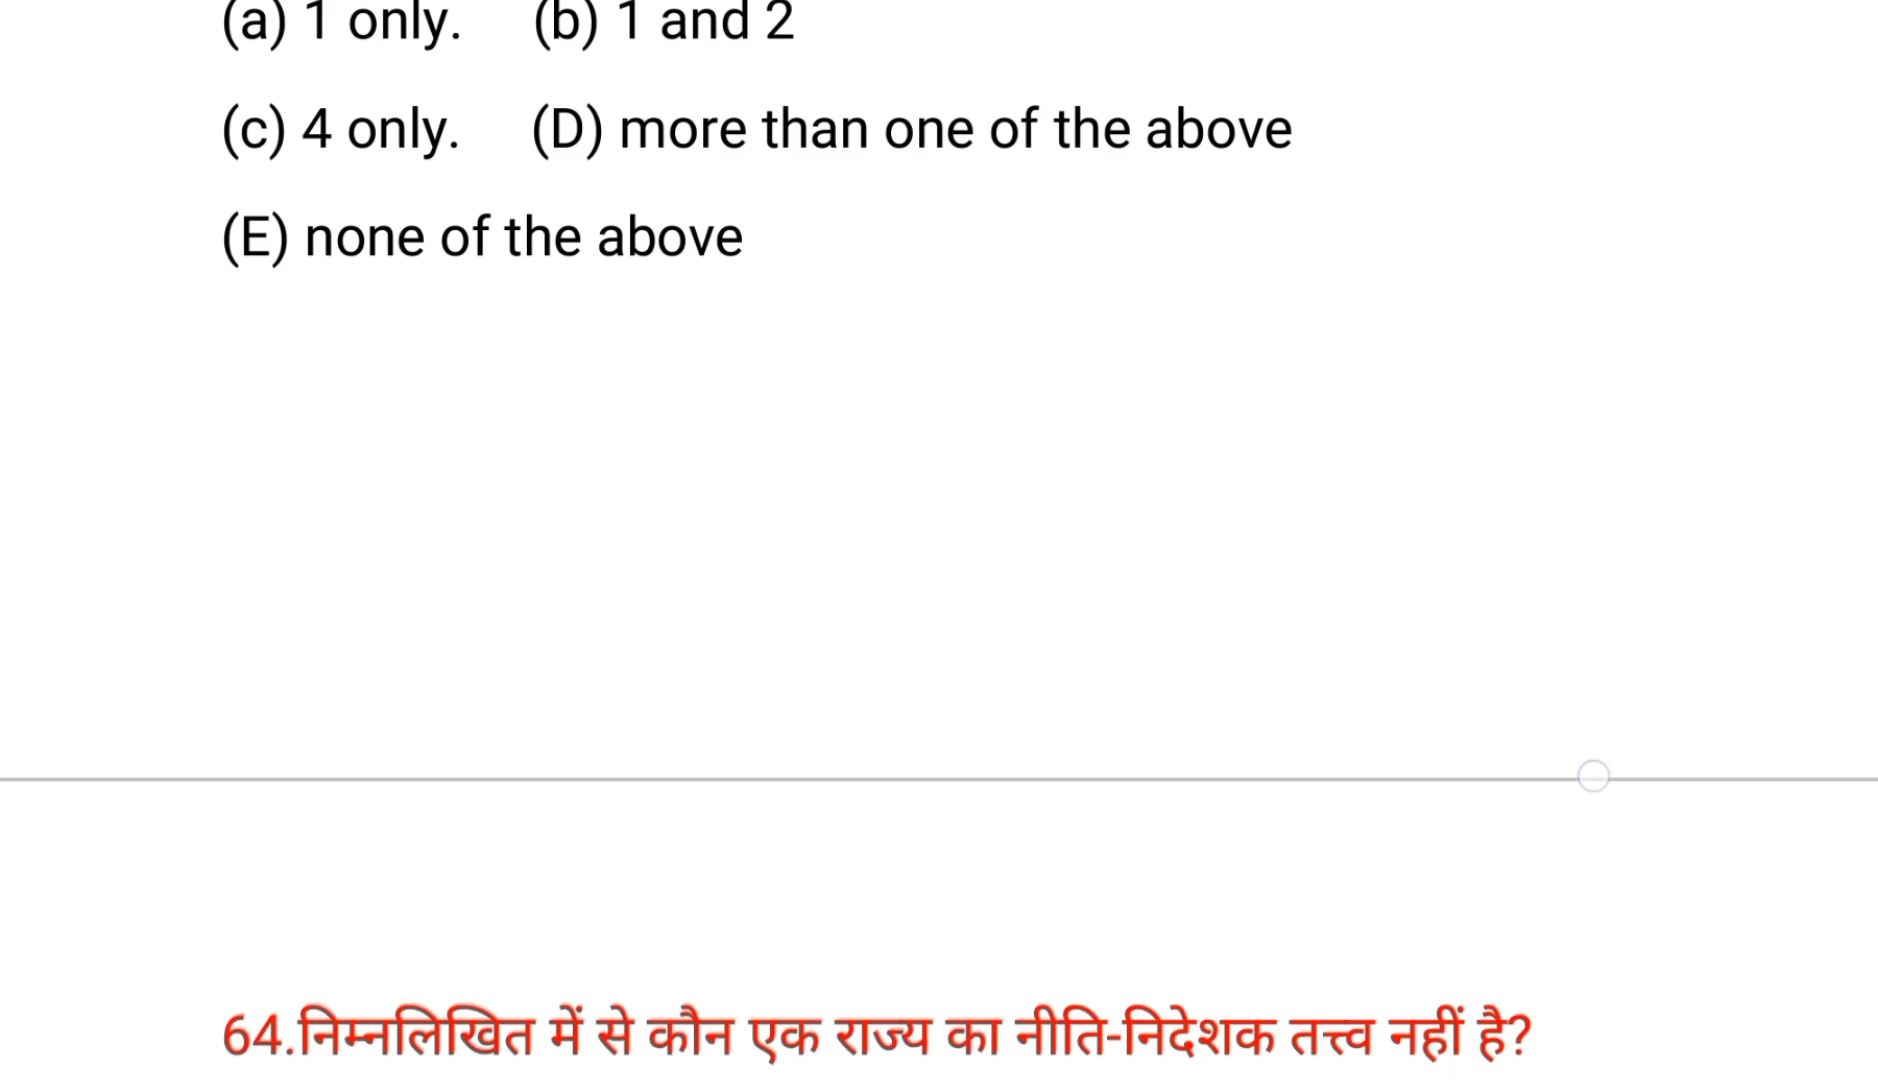 (a) 1 only. (b) 1 and 2
(c) 4 only. (D) more than one of the above
(E) none of the above
64.निम्नलिखित में से कौन एक राज्य का नीति-निदेशक तत्त्व नहीं है?